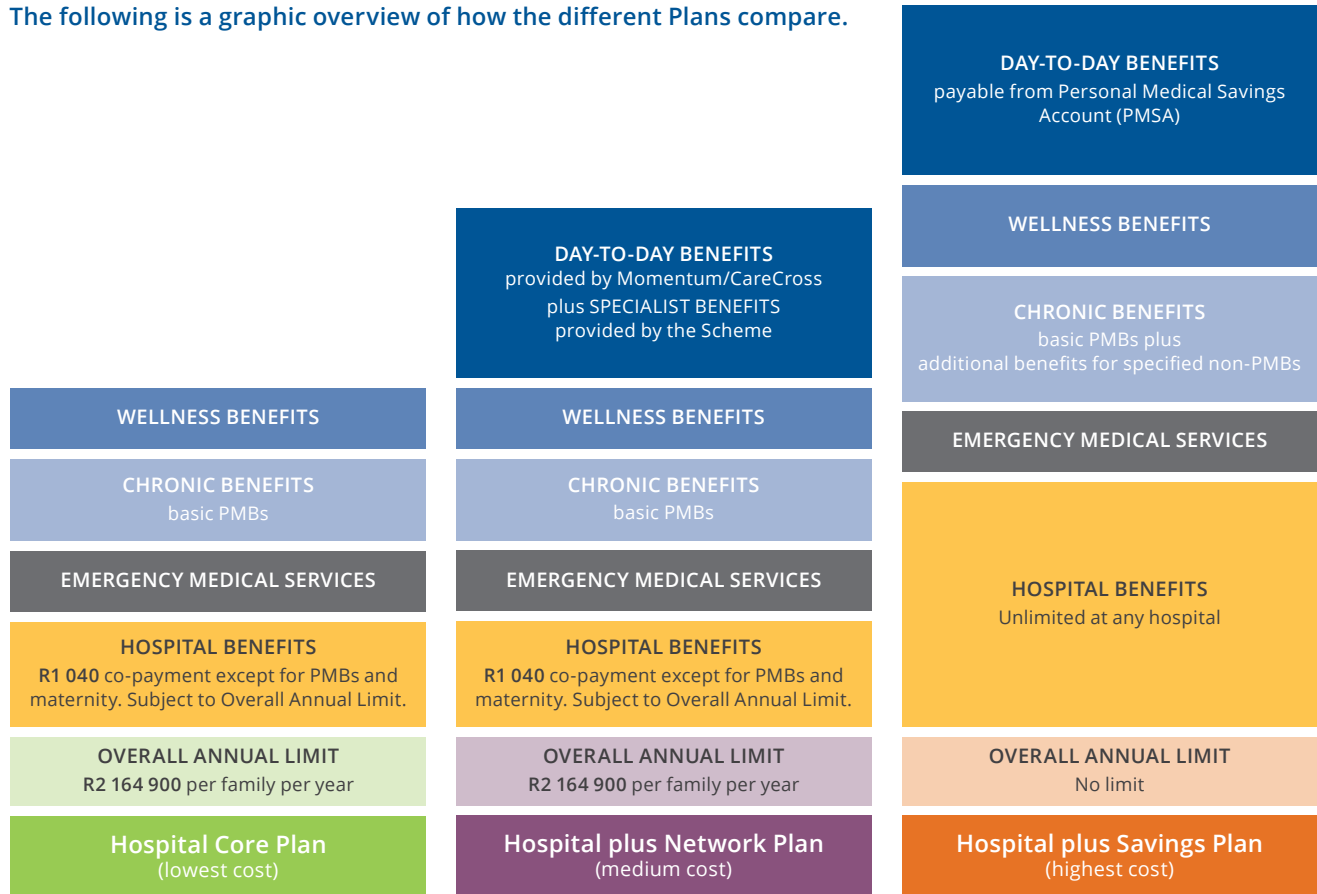 The following is a graphic overview of how the different Plans compare.
WELLNESS BENEFITS
CHRONIC BENEFITS
basic PMBs
EMERGENCY MEDICAL SERVICES
HOSPITAL BENEFITS
R1 040 co-payment except for PMBs and
maternity. Subject to Overall Annual Limit.
OVERALL ANNUAL LIMIT
R2 164 900 per family per year
Hospital Core Plan
(lowest cost)
DAY-TO-DAY BENEFITS
provided by Momentum/CareCross
plus SPECIALIST BENEFITS
provided by the Scheme
WELLNESS BENEFITS
CHRONIC BENEFITS
basic PMBs
EMERGENCY MEDICAL SERVICES
HOSPITAL BENEFITS
R1 040 co-payment except for PMBs and
maternity. Subject to Overall Annual Limit.
OVERALL ANNUAL LIMIT
R2 164 900 per family per year
Hospital plus Network Plan
(medium cost)
DAY-TO-DAY BENEFITS
payable from Personal Medical Savings
Account (PMSA)
WELLNESS BENEFITS
CHRONIC BENEFITS
basic PMBs plus
additional benefits for specified non-PMBs
EMERGENCY MEDICAL SERVICES
HOSPITAL BENEFITS
Unlimited at any hospital
OVERALL ANNUAL LIMIT
No limit
Hospital plus Savings Plan
(highest cost)